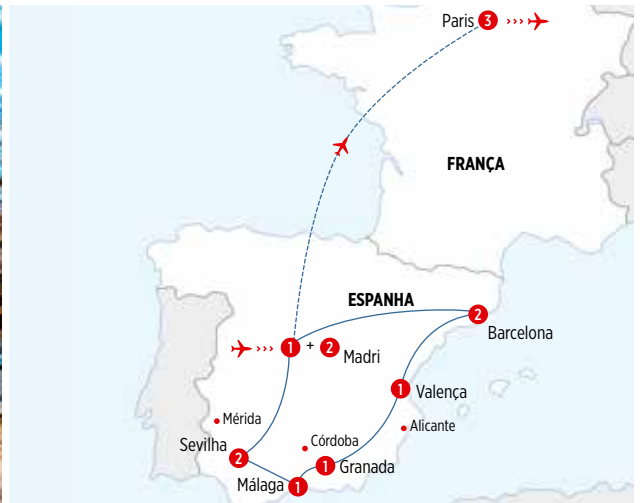 Paris 3
FRANÇA
ESPANHA
2
Barcelona
1 + 2
Madri
1
Valença
Mérida
Alicante
Sevilha
2
Córdoba
1
Granada
Málaga
1